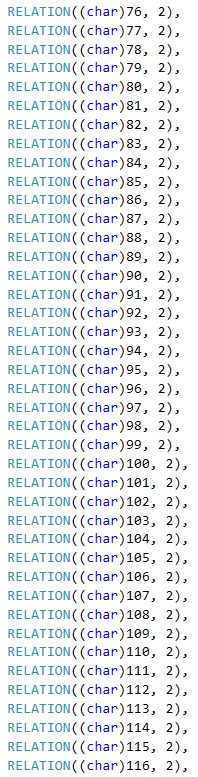 RELATION((char)76, 2),
RELATION((char)77, 2),
RELATION((char)78, 2),
RELATION((char)79, 2),
RELATION((char)80, 2),
RELATION((char)81, 2),
RELATION((char)82, 2),
RELATION((char)83, 2),
RELATION((char)84, 2),
RELATION((char)85, 2),
RELATION((char)86, 2),
RELATION((char)87, 2),
RELATION((char)88, 2),
RELATION((char)89, 2),
RELATION((char)90, 2),
RELATION((char)91, 2),
RELATION((char)92, 2),
RELATION((char)93, 2),
RELATION((char)94, 2),
RELATION((char)95, 2),
RELATION((char)96, 2),
RELATION((char)97, 2),
RELATION((char)98, 2),
RELATION((char)99, 2),
RELATION((char)100, 2),
RELATION((char)101, 2),
RELATION((char)102, 2),
RELATION((char)103, 2),
RELATION((char)104, 2),
RELATION((char)105, 2),
RELATION((char)106, 2),
RELATION((char)107, 2),
RELATION((char)108, 2),
RELATION((char)109, 2),
RELATION((char)110, 2),
RELATION((char)111, 2),
RELATION((char)112, 2),
RELATION((char)113, 2),
RELATION((char)114, 2),
RELATION((char)115, 2),
RELATION((char)116, 2),